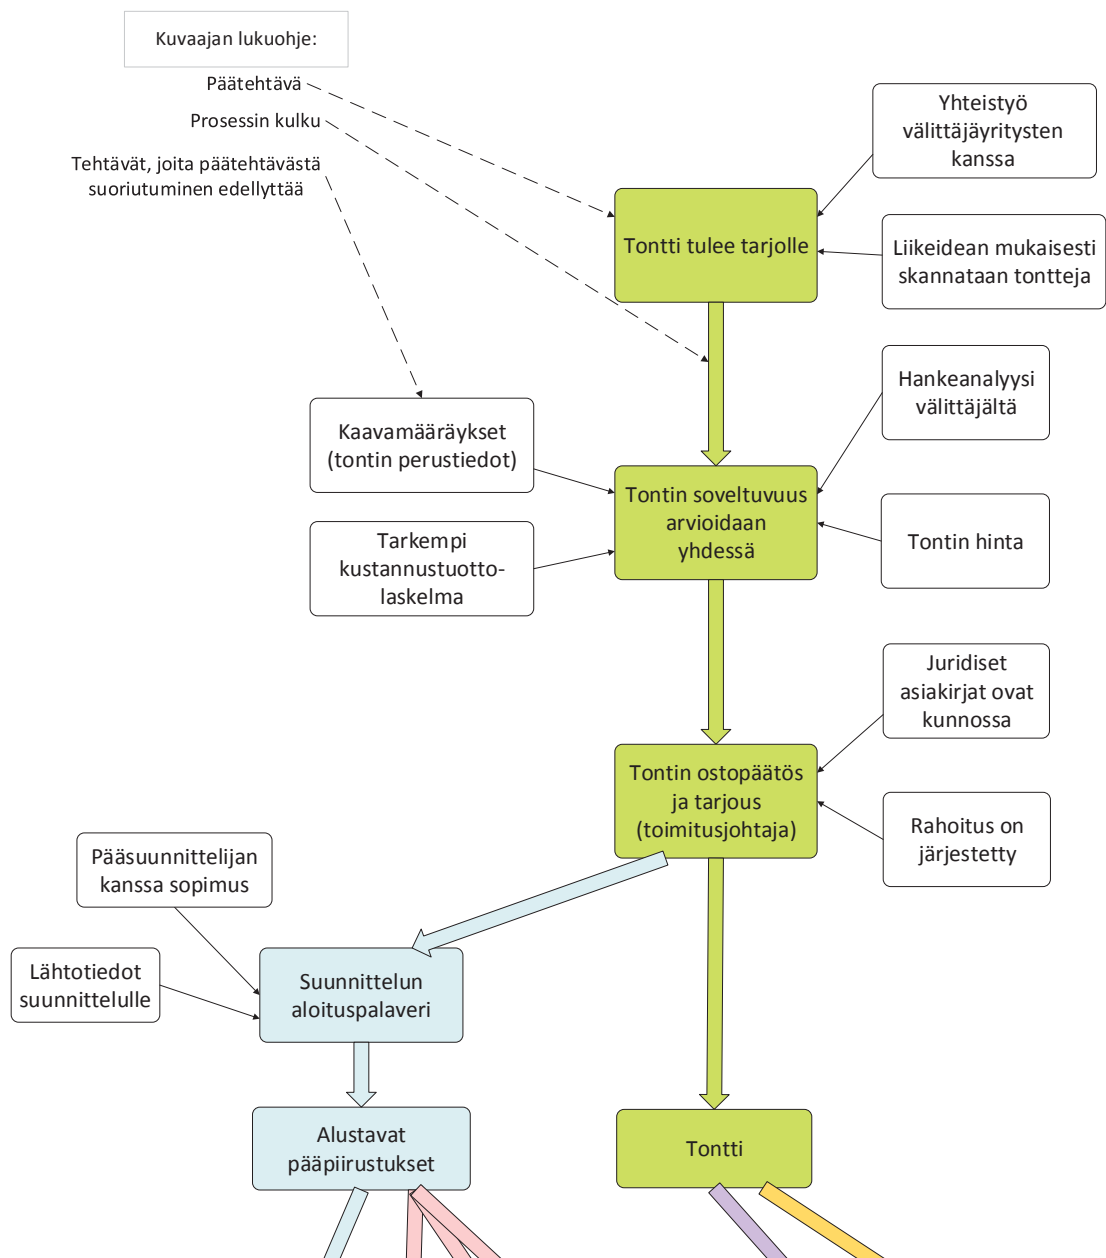 Kuvaajan lukuohje:
Päätehtävä
Prosessin kulku
Tehtävät, joita päätehtävästä
suoriutuminen edellyttää
Yhteistyö
välittäjäyritysten
kanssa
Tontti tulee tarjolle
Liikeidean mukaisesti
skannataan tontteja
Hankeanalyysi
välittäjältä
Kaavamääräykset
(tontin perustiedot)
Tontin soveltuvuus
arvioidaan
yhdessä
Tontin hinta
Tarkempi
kustannustuotto-
laskelma
Juridiset
asiakirjat ovat
kunnossa
Tontin ostopäätös
ja tarjous
(toimitusjohtaja)
Rahoitus on
järjestetty
Pääsuunnittelijan
kanssa sopimus
Lähtotiedot
suunnittelulle
Suunnittelun
aloituspalaveri
Alustavat
pääpiirustukset
Tontti